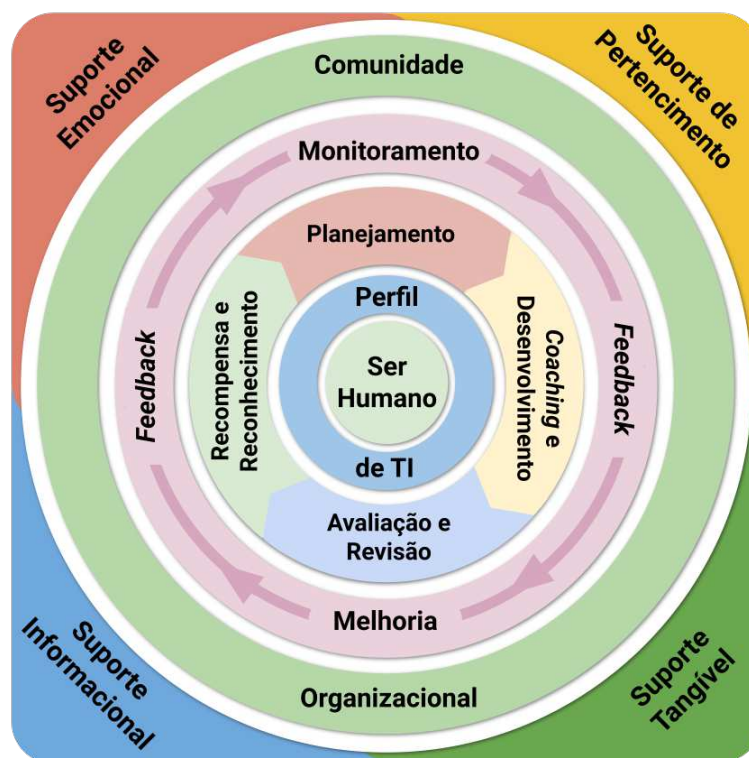 Suporte
Emocional
Suporte de
Pertencimento
Comunidade
Monitoramento
Planejamento
Perfil
Ser
Humano
de TI
Feedback
Recompensa e
Reconhecimento
Coaching e
Desenvolvimento
Feedback
Avaliação e
Revisão
Melhoria
Organizacional
Suporte
Informacional
Suporte
Tangível